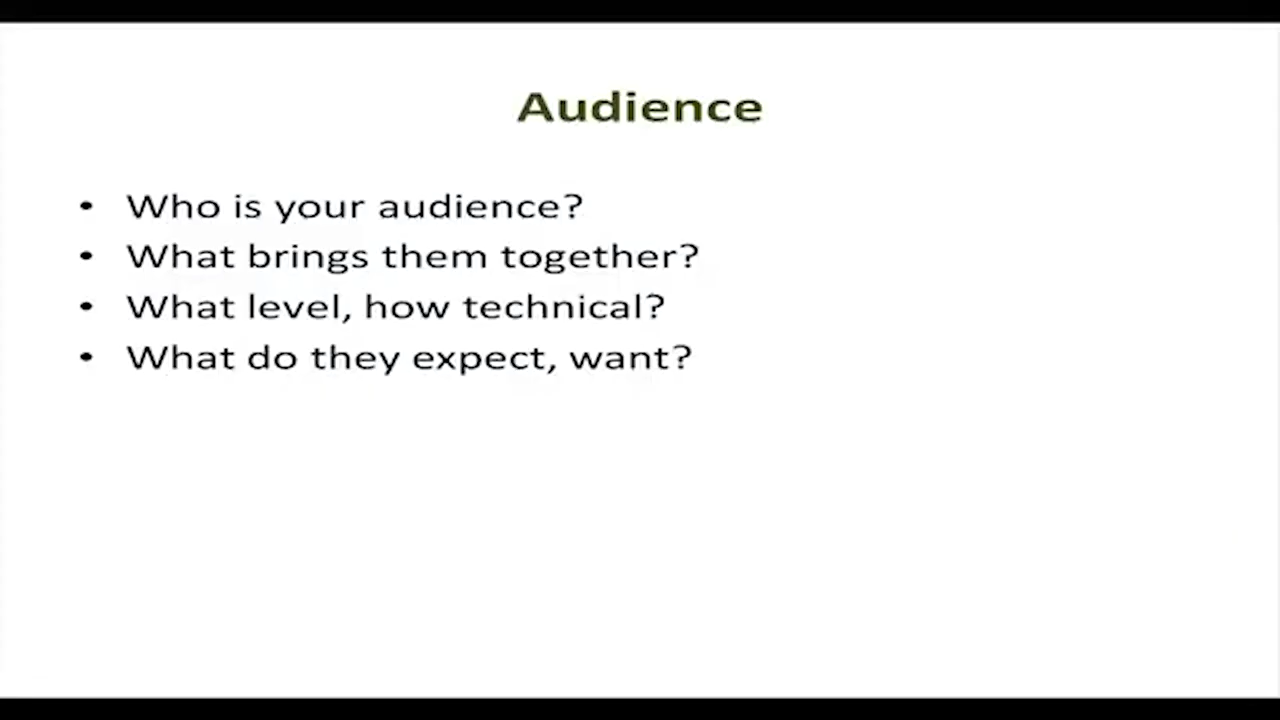 Audience
• Who is your audience?
• What brings them together?
• What level, how technical?
• What do they expect, want?